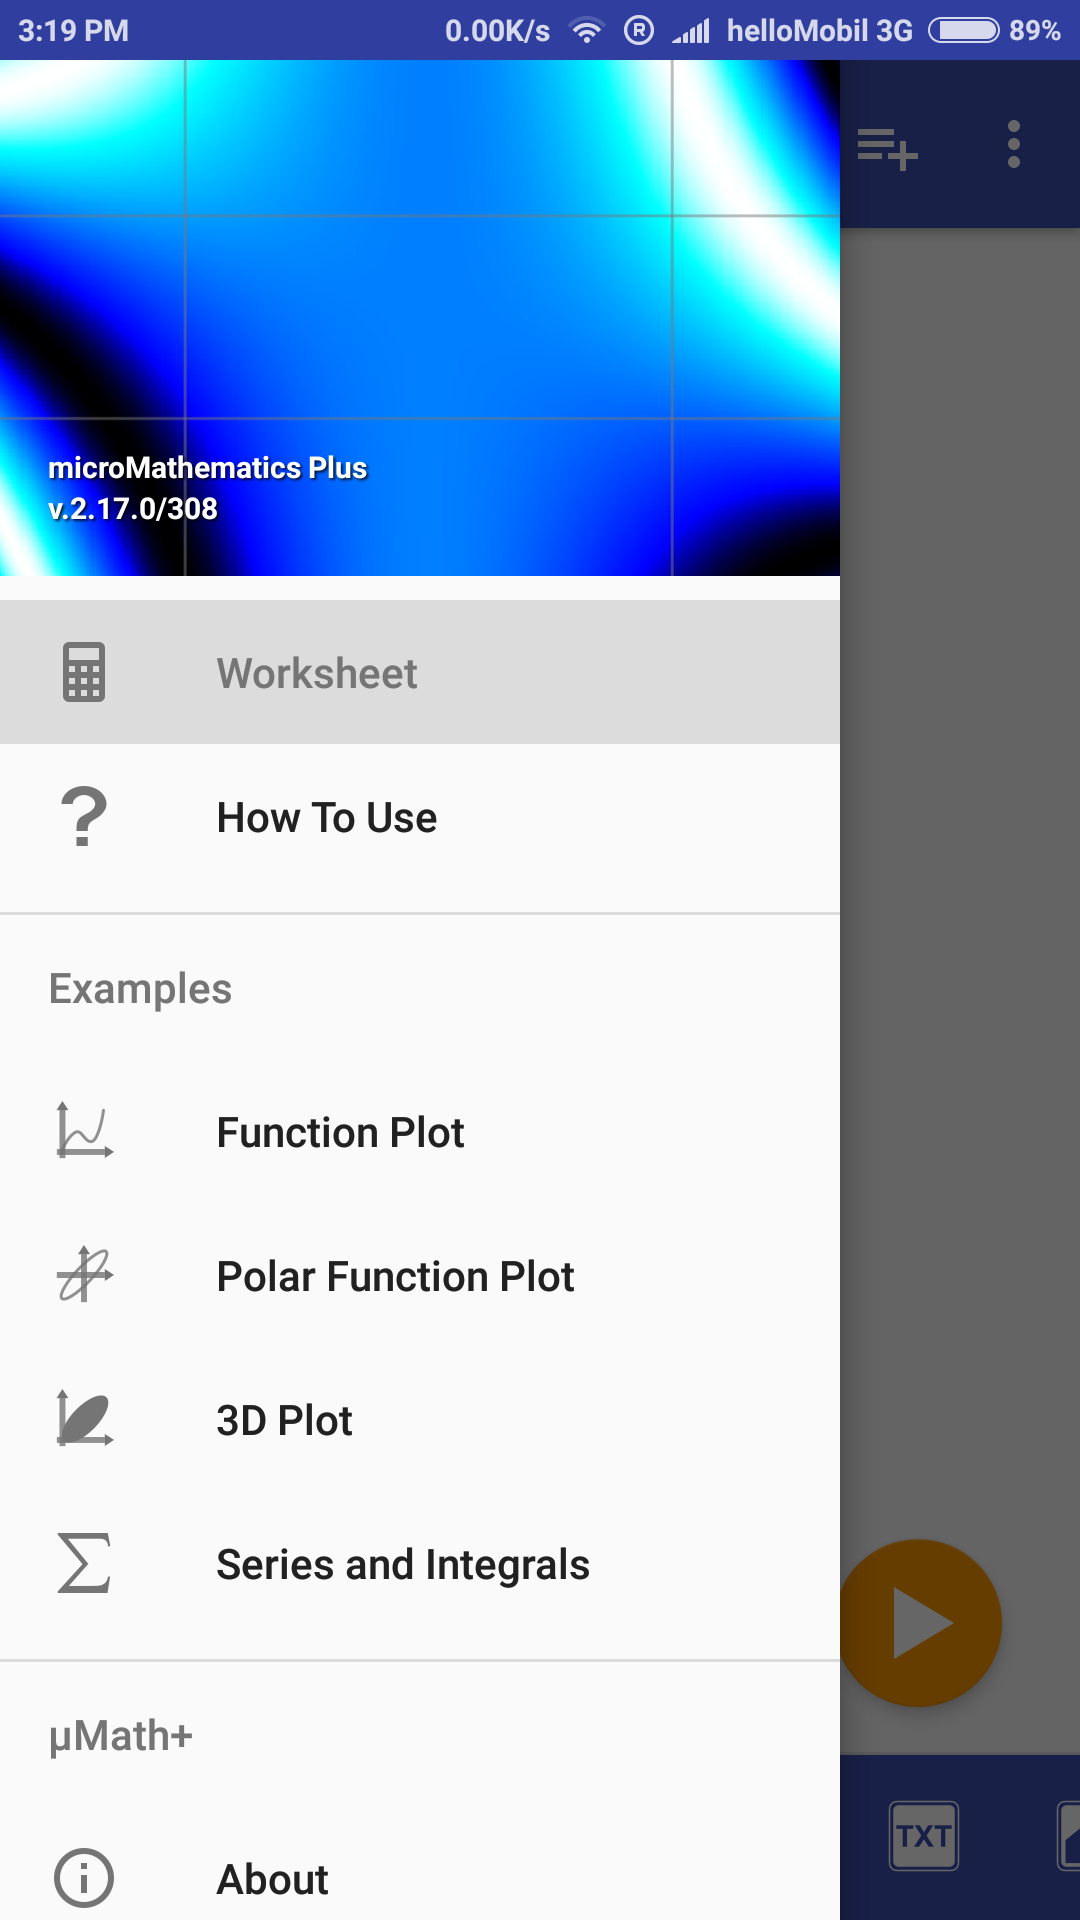 3:19 PM 0.00K/s R helloMobil 3G 89%
microMathematics Plus
v.2.17.0/308
Worksheet
How To Use
Examples
Function Plot
Polar Function Plot
3D Plot
Series and Integrals
µMath+
TXT
About